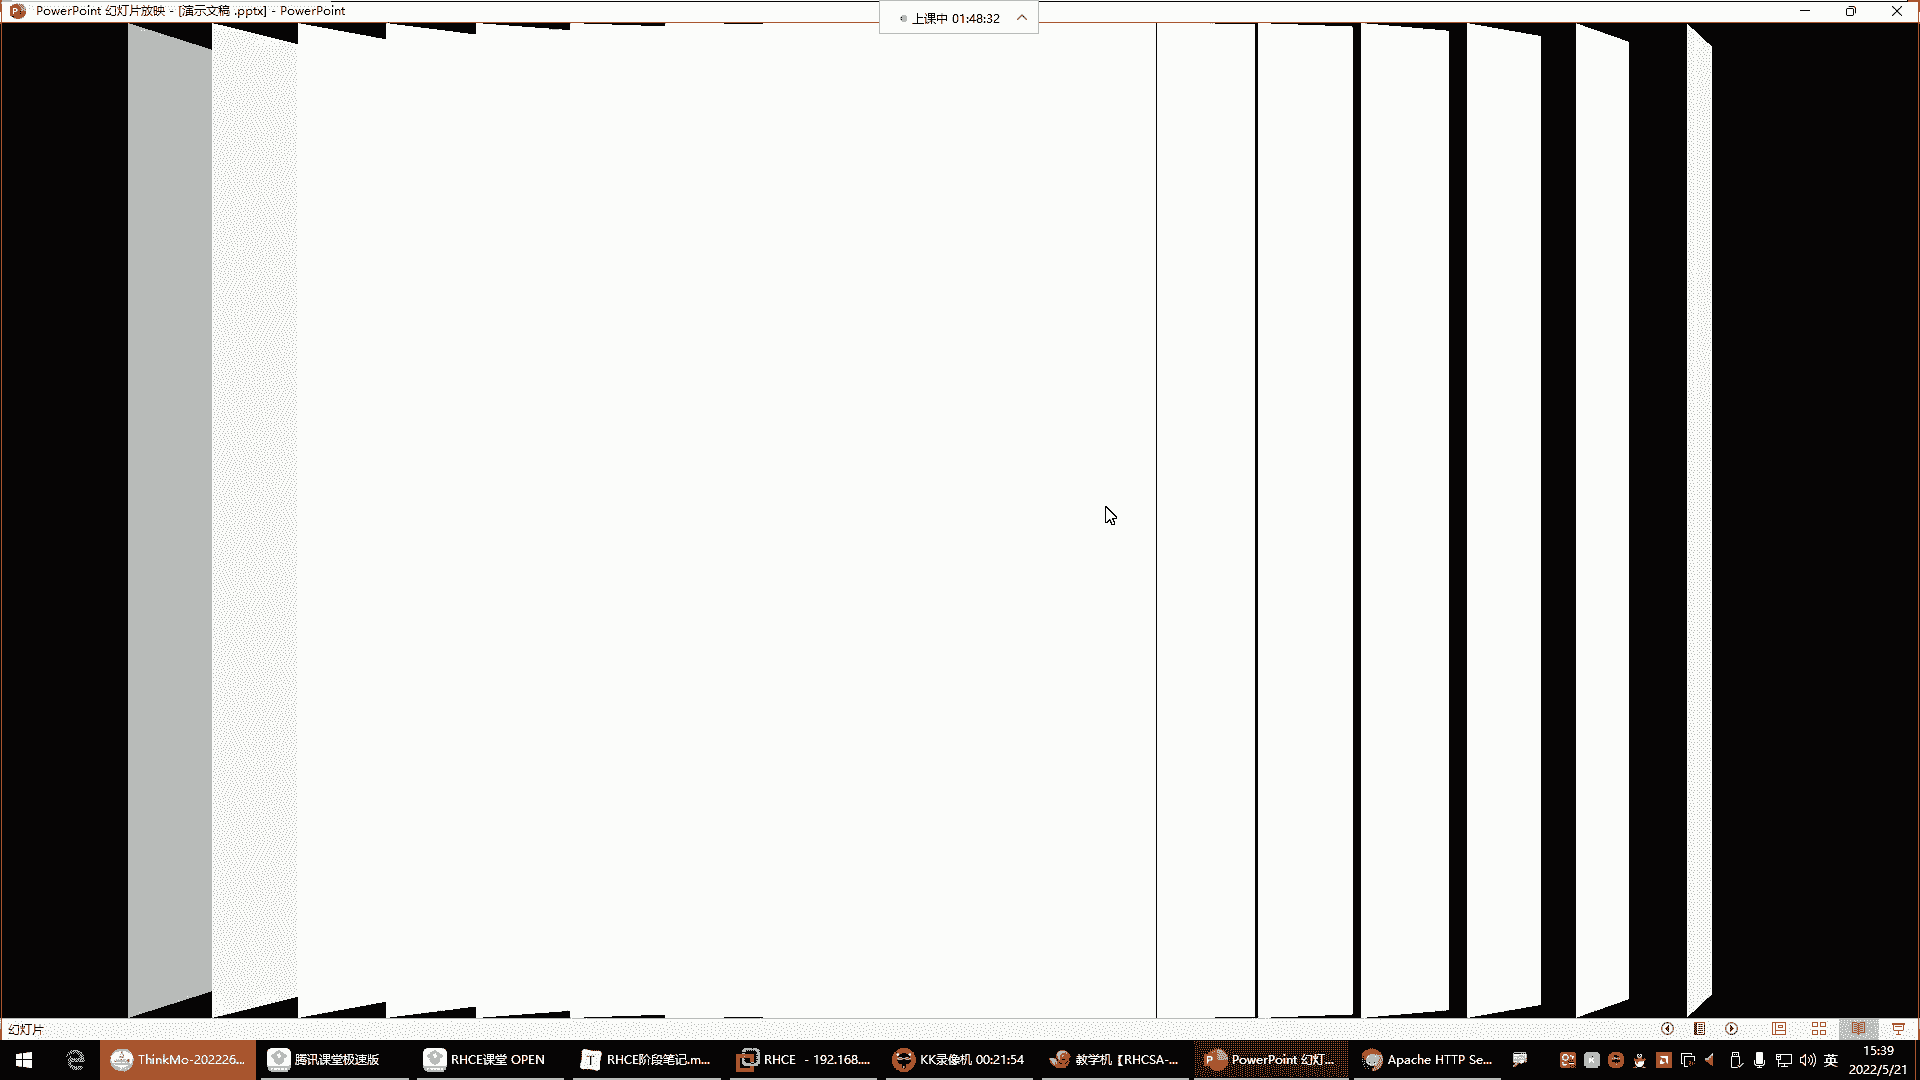 PowerPoint 幻灯片放映 - [演示文稿 .pptx] - PowerPoint
上课中 01:48:32
幻灯片
ThinkMo-202226...
腾讯课堂极速版
RHCE课堂 OPEN
RHCE阶段笔记.m...
RHCE - 192.168....
KK录像机 00:21:54
教学机【RHCSA-...
PowerPoint 幻灯...
Apache HTTP Se...
英
15:39
2022/5/21